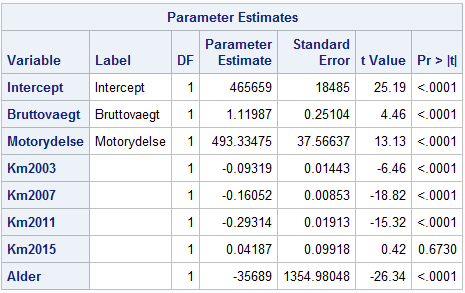 Parameter Estimates
Variable Label DF Parameter Estimate Standard Error t Value Pr > |t|
Intercept Intercept 1 465659 18485 25.19 <.0001
Bruttovaegt Bruttovaegt 1 1.11987 0.25104 4.46 <.0001
Motorydelse Motorydelse 1 493.33475 37.56637 13.13 <.0001
Km2003 1 -0.09319 0.01443 -6.46 <.0001
Km2007 1 -0.16052 0.00853 -18.82 <.0001
Km2011 1 -0.29314 0.01913 -15.32 <.0001
Km2015 1 0.04187 0.09918 0.42 0.6730
Alder 1 -35689 1354.98048 -26.34 <.0001